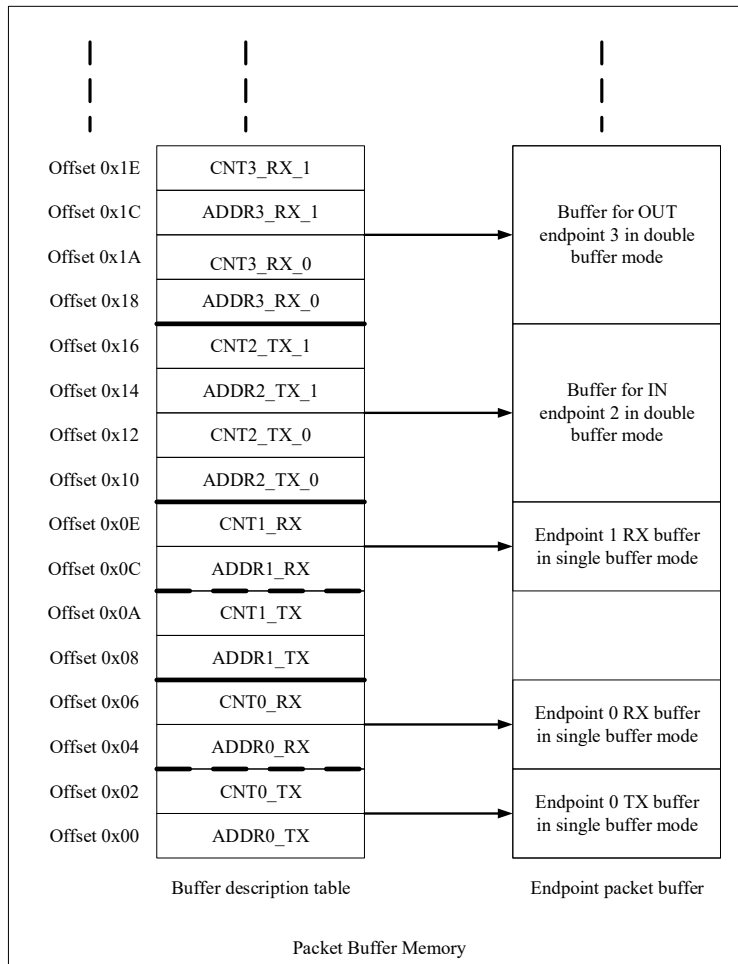 Offset 0x1E
CNT3_RX_1
Offset 0x1C
ADDR3_RX_1
Offset 0x1A
CNT3_RX_0
Offset 0x18
ADDR3_RX_0
Buffer for OUT
endpoint 3 in double
buffer mode
Offset 0x16
CNT2_TX_1
Offset 0x14
ADDR2_TX_1
Offset 0x12
CNT2_TX_0
Offset 0x10
ADDR2_TX_0
Buffer for IN
endpoint 2 in double
buffer mode
Offset 0x0E
CNT1_RX
Offset 0x0C
ADDR1_RX
Endpoint 1 RX buffer
in single buffer mode
Offset 0x0A
CNT1_TX
Offset 0x08
ADDR1_TX
Offset 0x06
CNT0_RX
Offset 0x04
ADDR0_RX
Endpoint 0 RX buffer
in single buffer mode
Offset 0x02
CNT0_TX
Offset 0x00
ADDR0_TX
Endpoint 0 TX buffer
in single buffer mode
Buffer description table
Endpoint packet buffer
Packet Buffer Memory